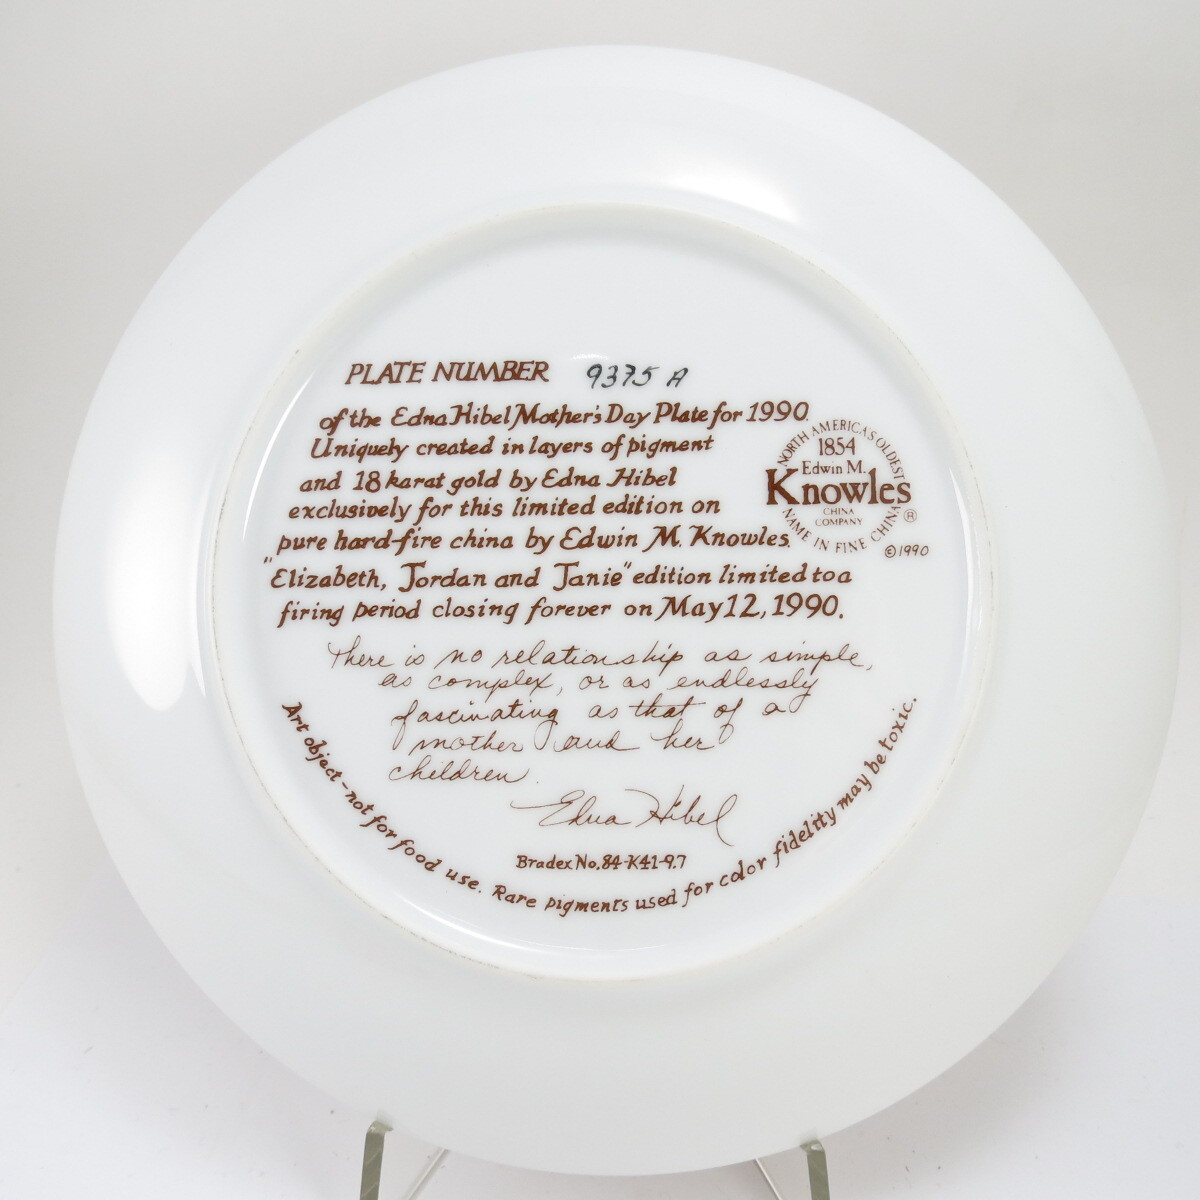 PLATE NUMBER 9375 A
of the Edna Hibel Mother's Day Plate for 1990.
Uniquely created in layers of pigment
and 18 karat gold by Edna Hibel
exclusively for this limited edition on
pure hard-fire china by Edwin M. Knowles.
"Elizabeth, Jordan and Janie" edition limited to a
firing period closing forever on May 12, 1990.
NORTH AMERICA'S OLDEST
1854
Edwin M.
Knowles
CHINA
COMPANY
NAME IN FINE CHINA
®
©1990
There is no relationship as simple,
as complex, or as endlessly
fascinating as that of a
mother and her
children.
Edna Hibel
Bradex No. 84-K41-9.7
Art object-not for food use. Rare pigments used for color fidelity may be toxic.